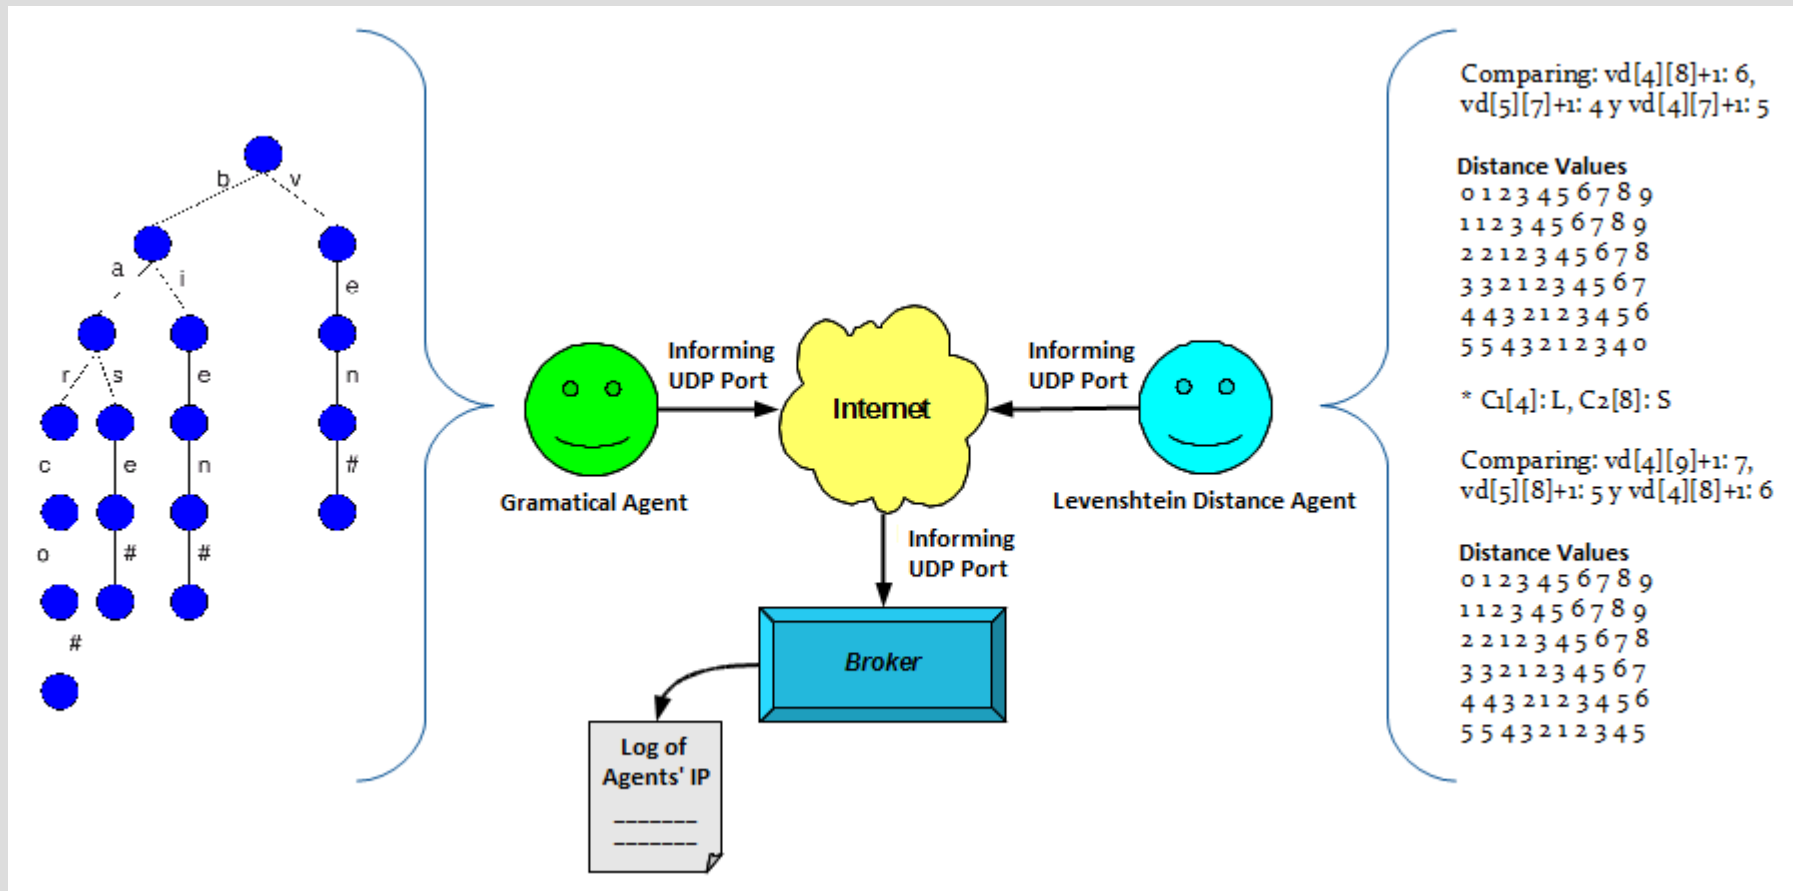 b
v
a
i
e
r
s
e
n
c
e
n
#
o
#
#
#
Informing
UDP Port
Gramatical Agent
Internet
Informing
UDP Port
Levenshtein Distance Agent
Informing
UDP Port
Broker
Log of
Agents' IP
Comparing: vd[4][8]+1: 6,
vd[5][7]+1: 4 y vd[4][7]+1: 5
Distance Values
0 1 2 3 4 5 6 7 8 9
1 1 2 3 4 5 6 7 8 9
2 2 1 2 3 4 5 6 7 8
3 3 2 1 2 3 4 5 6 7
4 4 3 2 1 2 3 4 5 6
5 5 4 3 2 1 2 3 4 0
* C1[4]: L, C2[8]: S
Comparing: vd[4][9]+1: 7,
vd[5][8]+1: 5 y vd[4][8]+1: 6
Distance Values
0 1 2 3 4 5 6 7 8 9
1 1 2 3 4 5 6 7 8 9
2 2 1 2 3 4 5 6 7 8
3 3 2 1 2 3 4 5 6 7
4 4 3 2 1 2 3 4 5 6
5 5 4 3 2 1 2 3 4 5